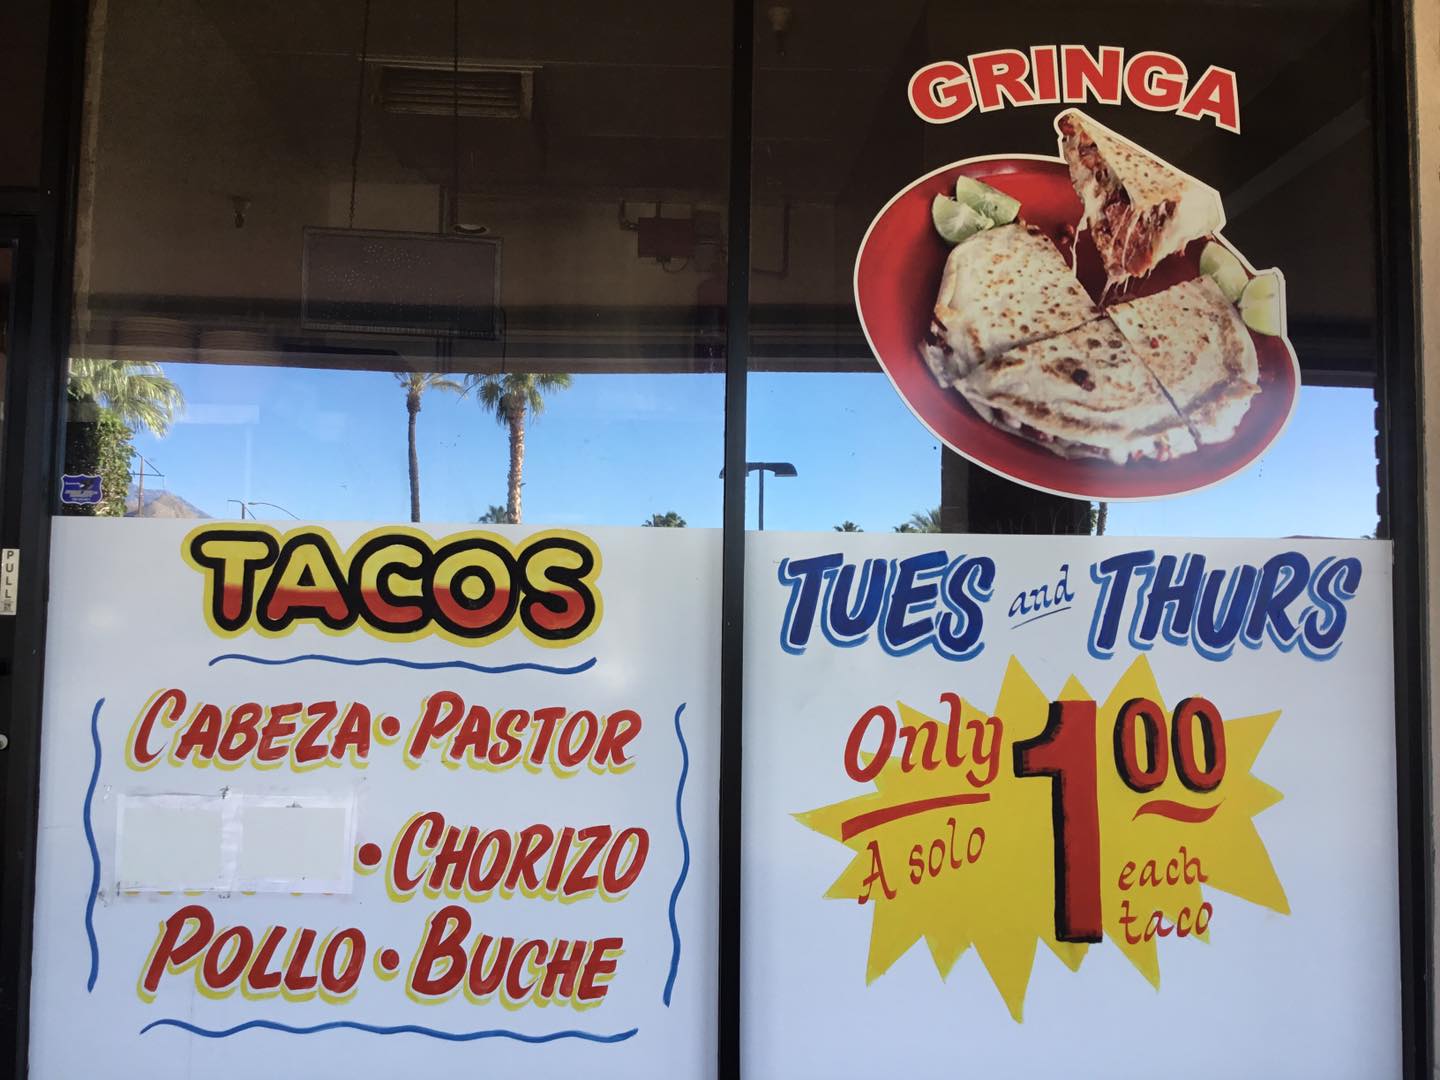 GRINGA
PULL
TACOS
CABEZA • PASTOR
• CHORIZO
POLLO • BUCHE
TUES and THURS
Only
A solo
1 00
each
taco